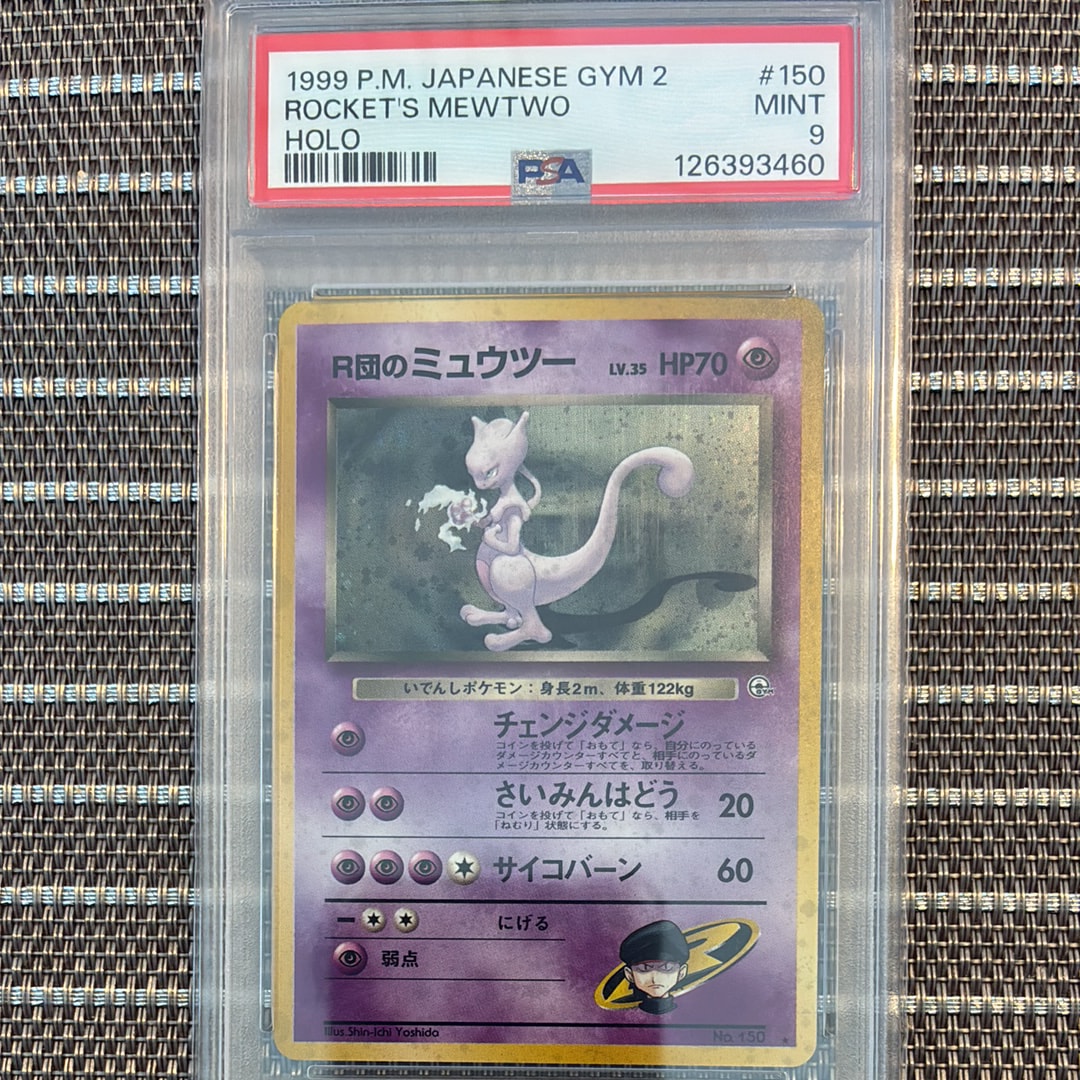 1999 P.M. JAPANESE GYM 2 #150
ROCKET'S MEWTWO MINT
HOLO 9
PSA 126393460
R団のミュウツー LV.35 HP70
いでんしポケモン：身長2m、体重122kg
GYM
チェンジダメージ
コインを投げて「おもて」なら、自分にのっている
ダメージカウンターすべてと、相手にのっているダ
メージカウンターすべてを、取り替える。
さいみんはどう 20
コインを投げて「おもて」なら、相手を
「ねむり」状態にする。
サイコバーン 60
ー にげる
弱点
R
Illus.Shin-ichi Yoshida No.150